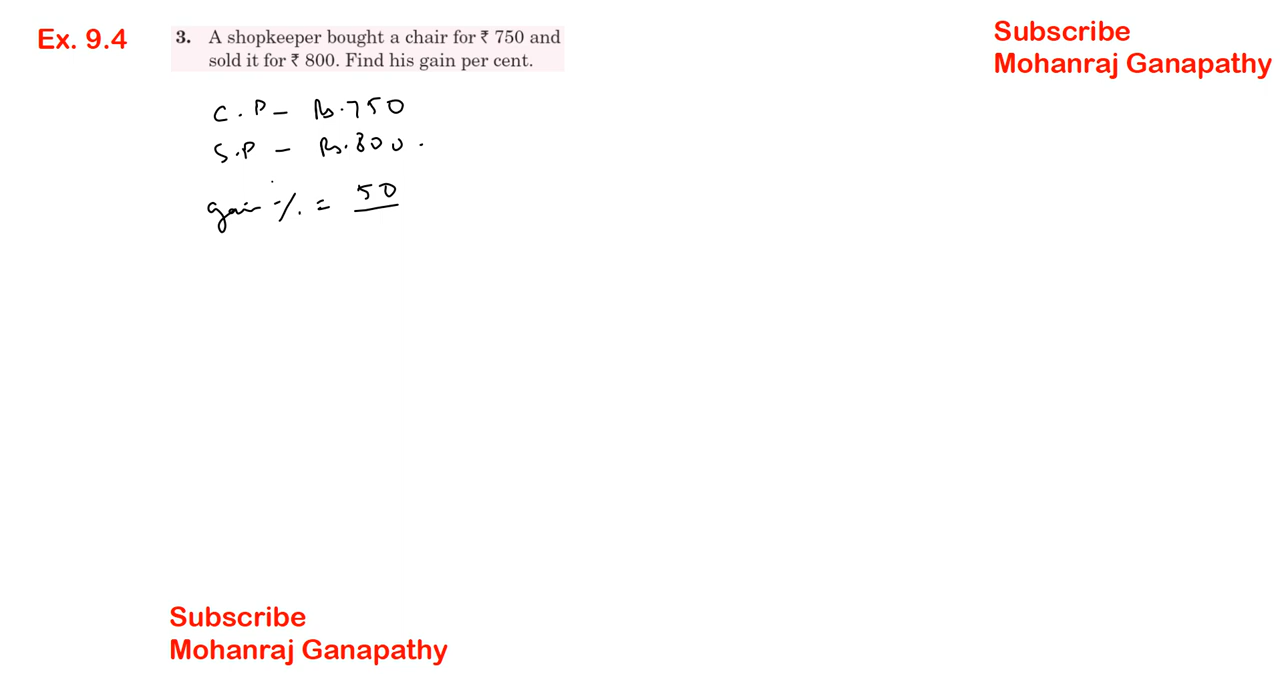 Ex. 9.4
3. A shopkeeper bought a chair for ₹ 750 and
sold it for ₹ 800. Find his gain per cent.
Subscribe
Mohanraj Ganapathy
C.P – Rs.750
S.P – Rs.800.
gain %. = 50
Subscribe
Mohanraj Ganapathy